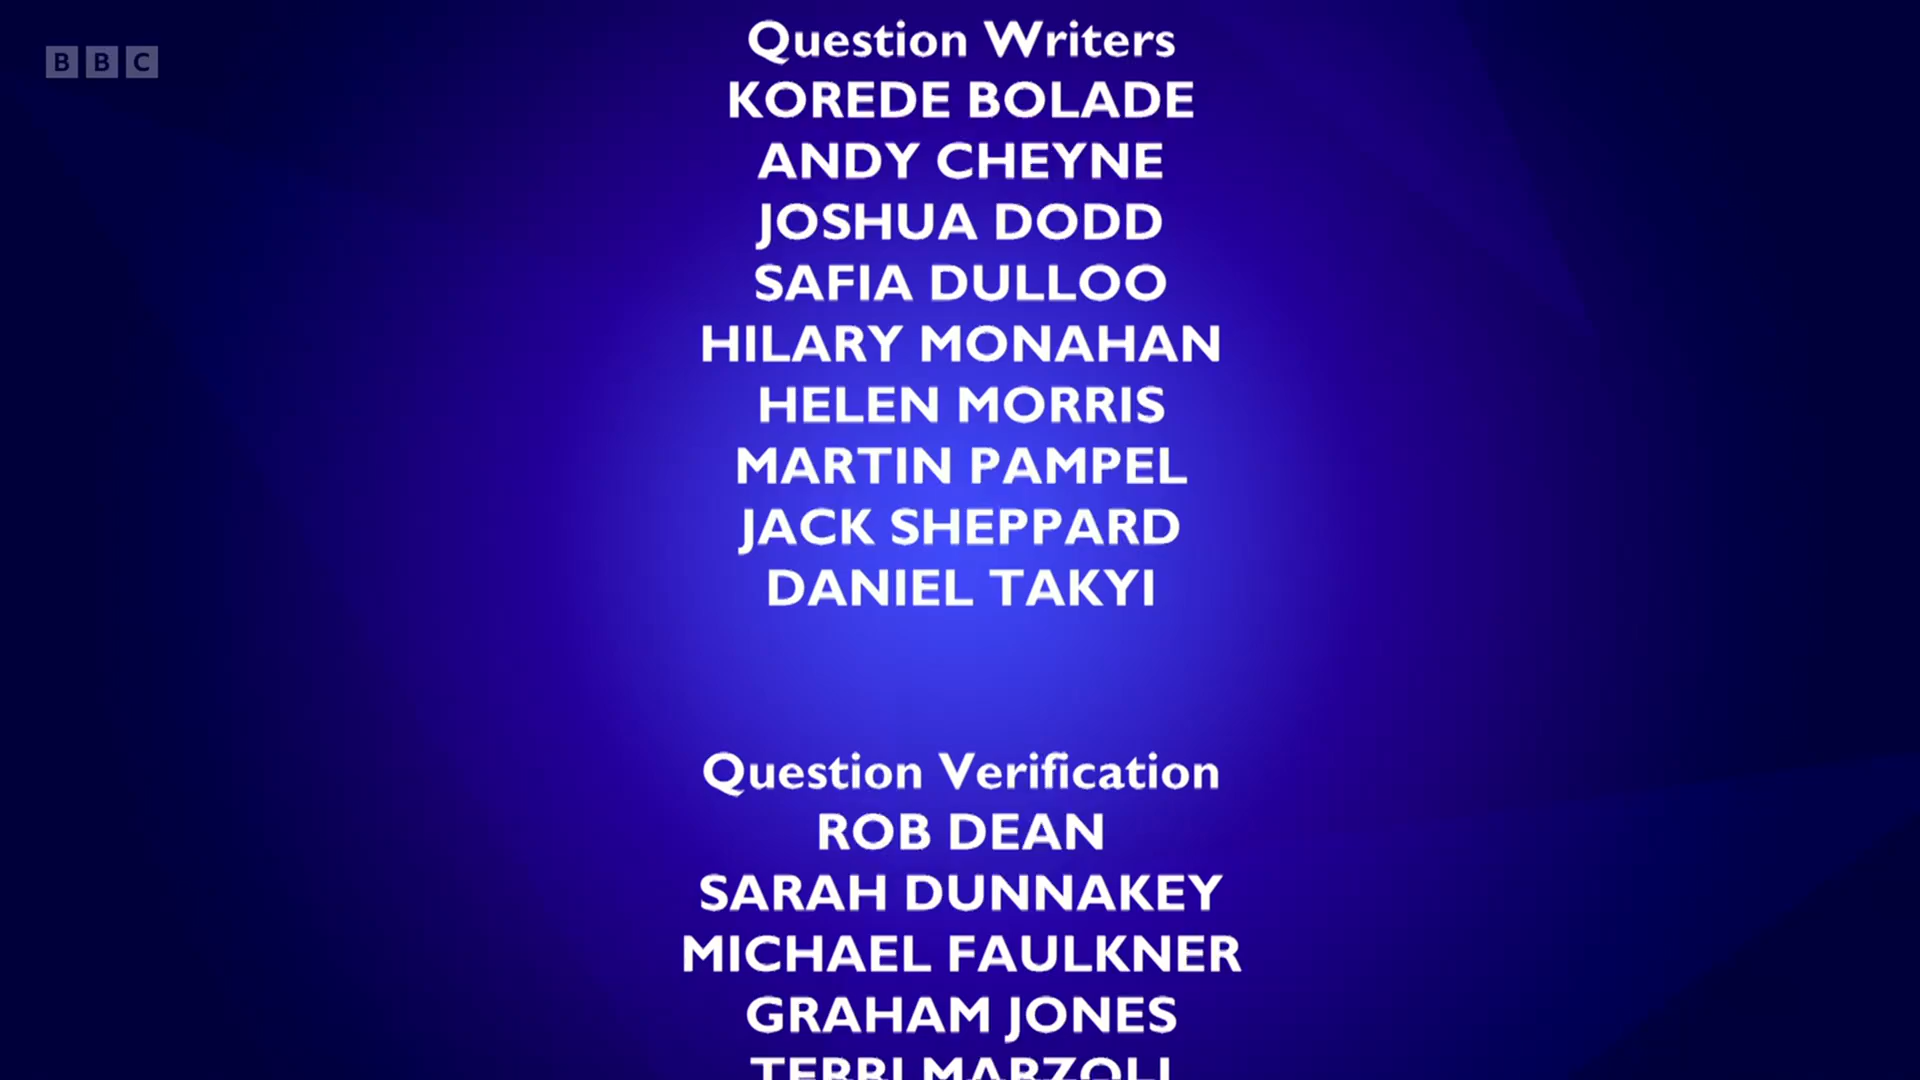 BBC
Question Writers
KOREDE BOLADE
ANDY CHEYNE
JOSHUA DODD
SAFIA DULLOO
HILARY MONAHAN
HELEN MORRIS
MARTIN PAMPEL
JACK SHEPPARD
DANIEL TAKYI
Question Verification
ROB DEAN
SARAH DUNNAKEY
MICHAEL FAULKNER
GRAHAM JONES
TERRI